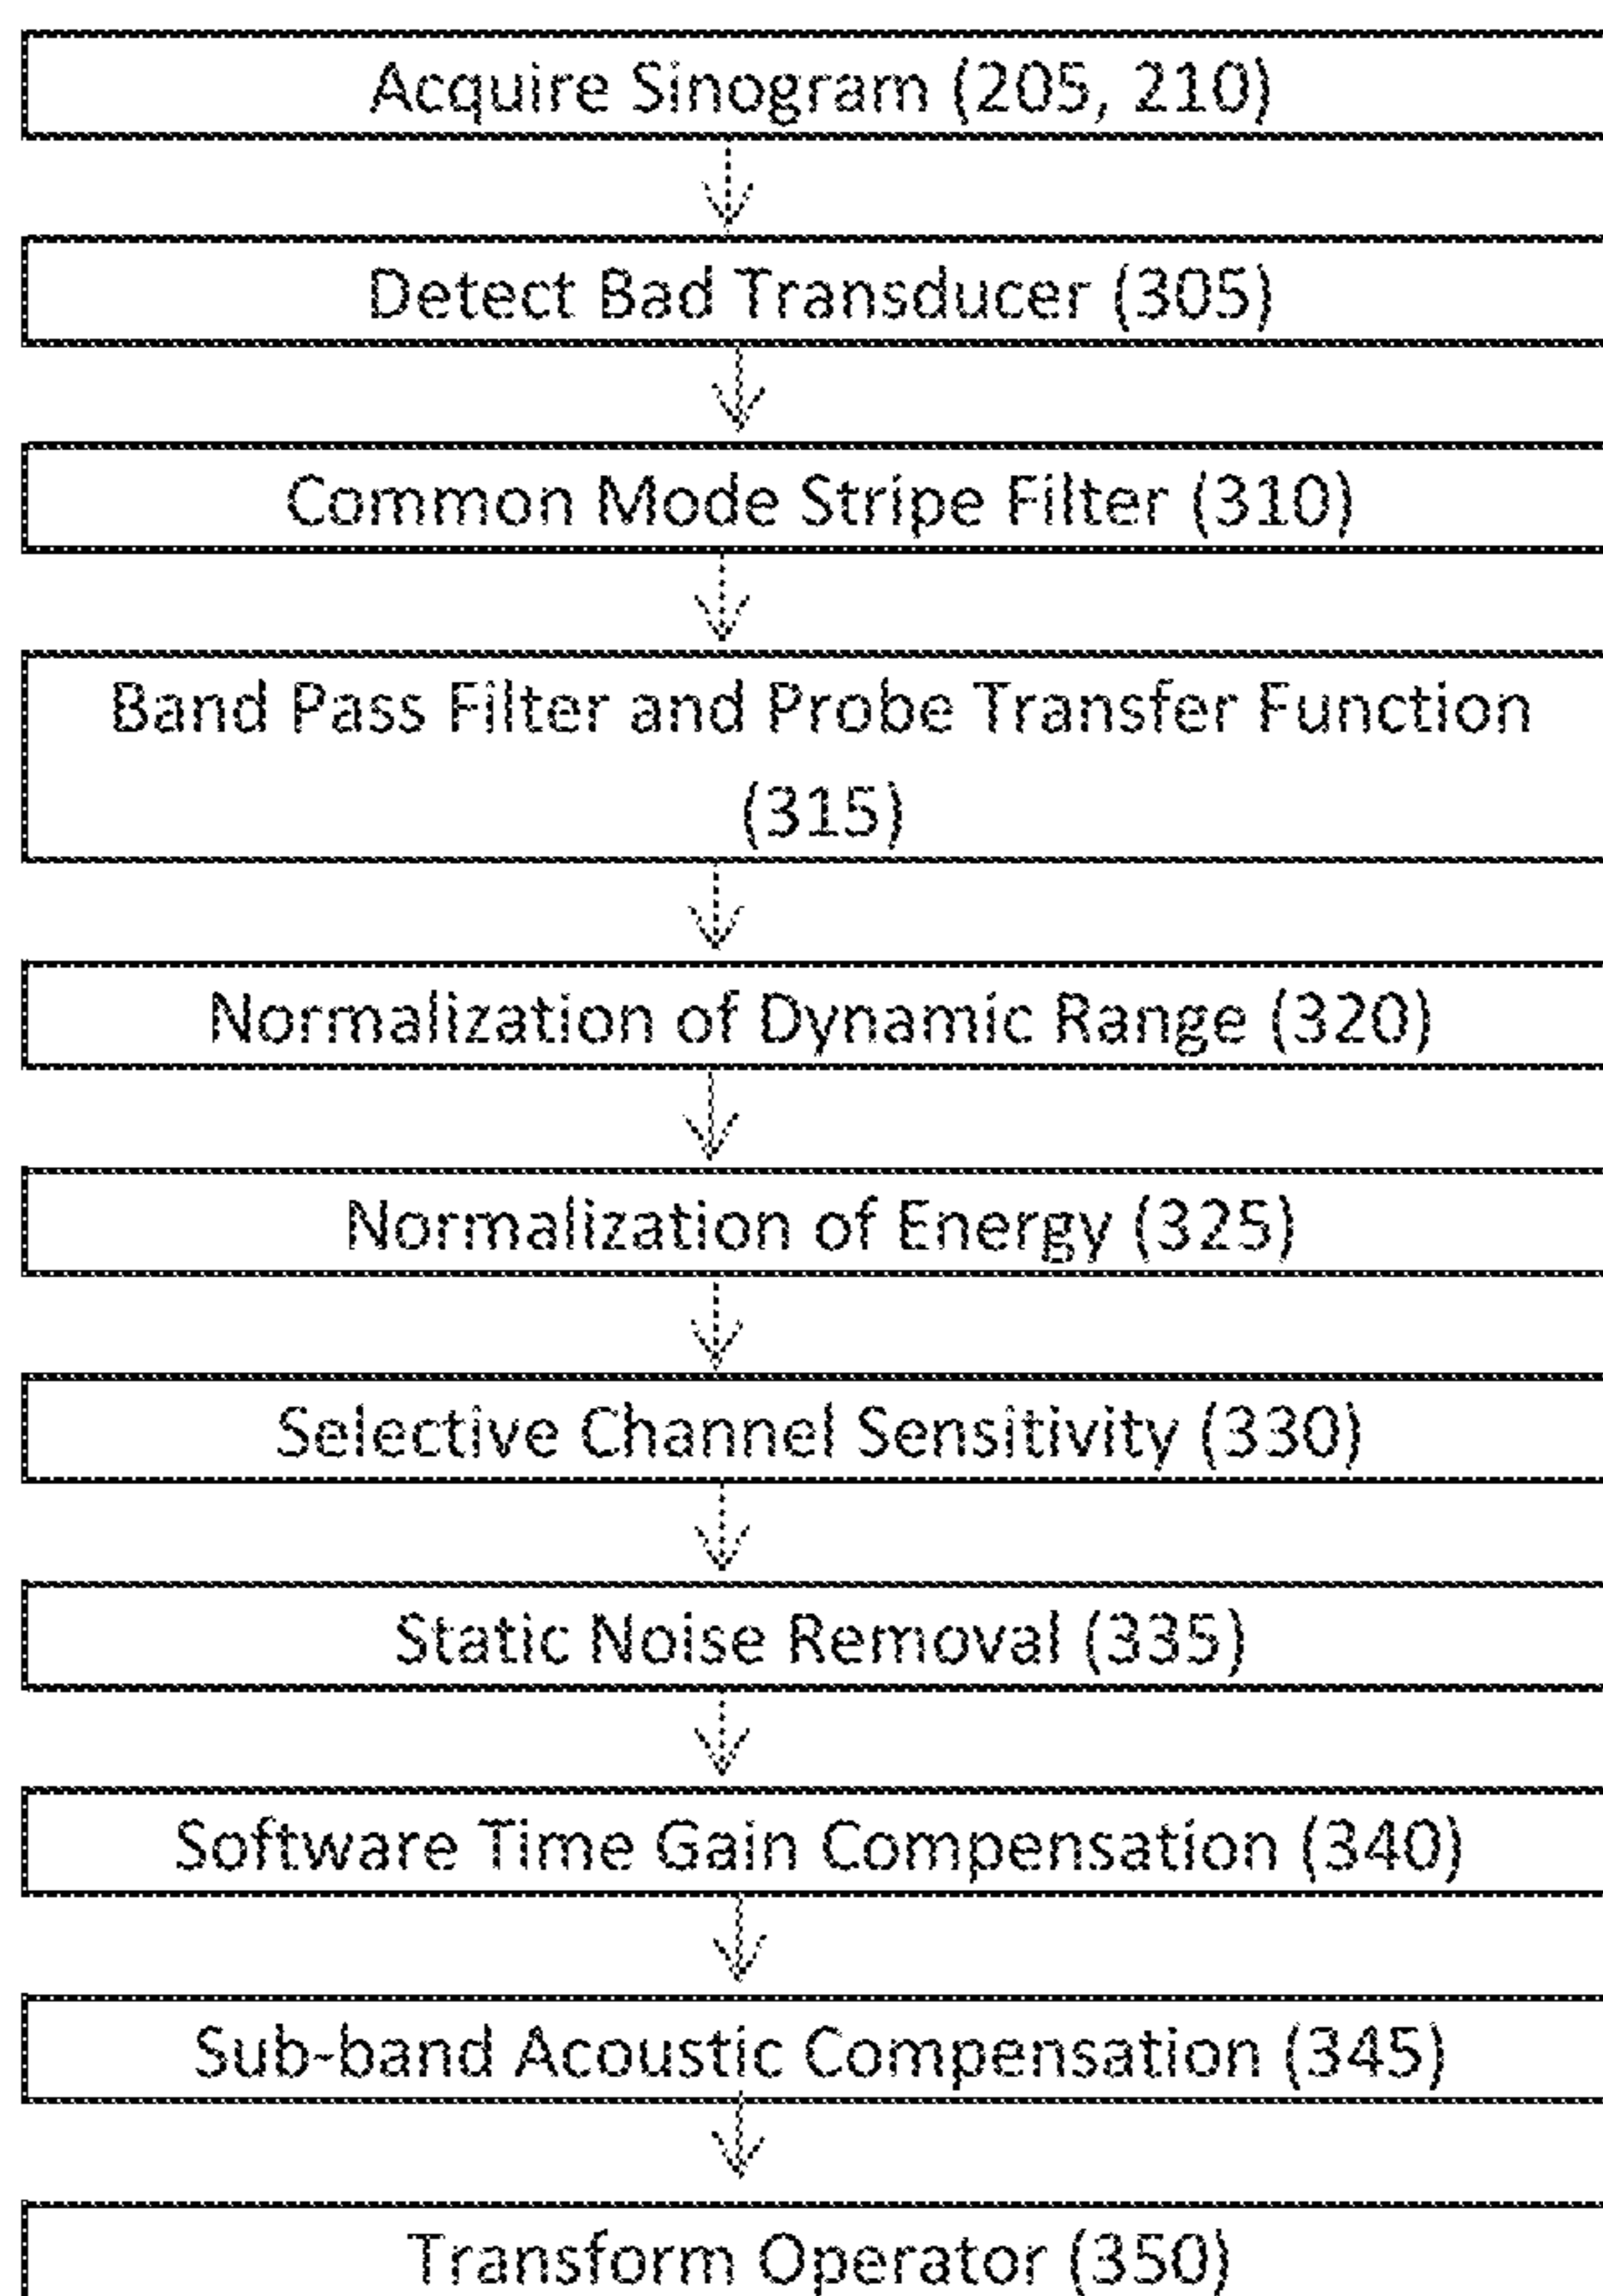 Acquire Sinogram (205, 210)
Detect Bad Transducer (305)
Common Mode Stripe Filter (310)
Band Pass Filter and Probe Transfer Function
(315)
Normalization of Dynamic Range (320)
Normalization of Energy (325)
Selective Channel Sensitivity (330)
Static Noise Removal (335)
Software Time Gain Compensation (340)
Sub-band Acoustic Compensation (345)
Transform Operator (350)